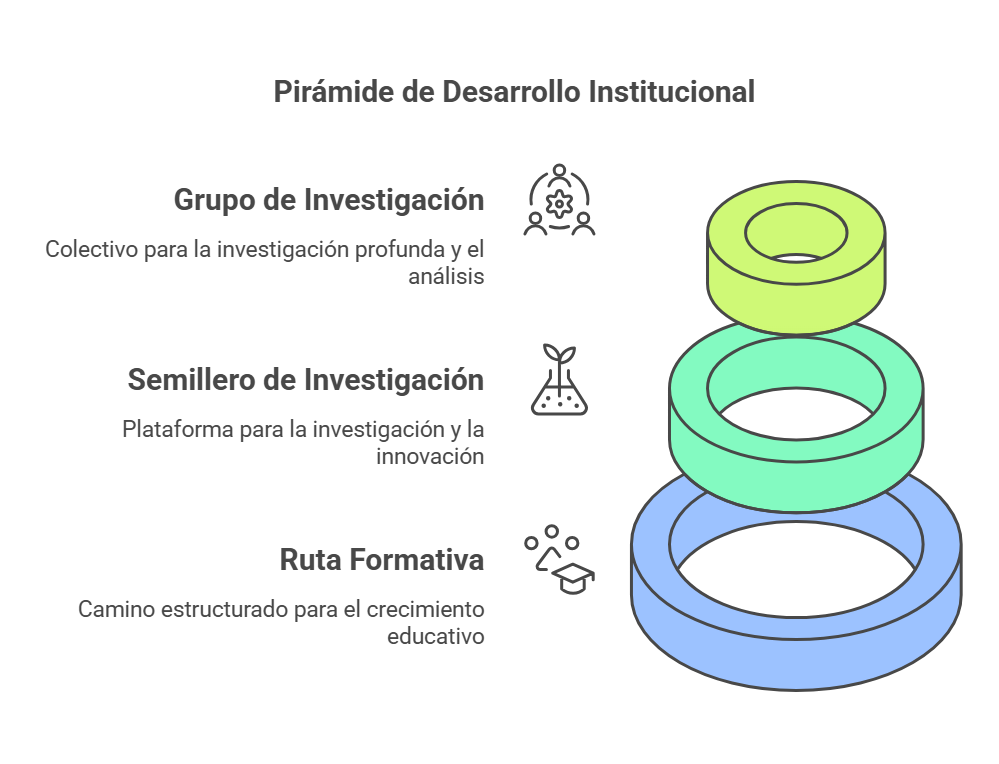 Pirámide de Desarrollo Institucional
Grupo de Investigación
Colectivo para la investigación profunda y el
análisis
Semillero de Investigación
Plataforma para la investigación y la
innovación
Ruta Formativa
Camino estructurado para el crecimiento
educativo